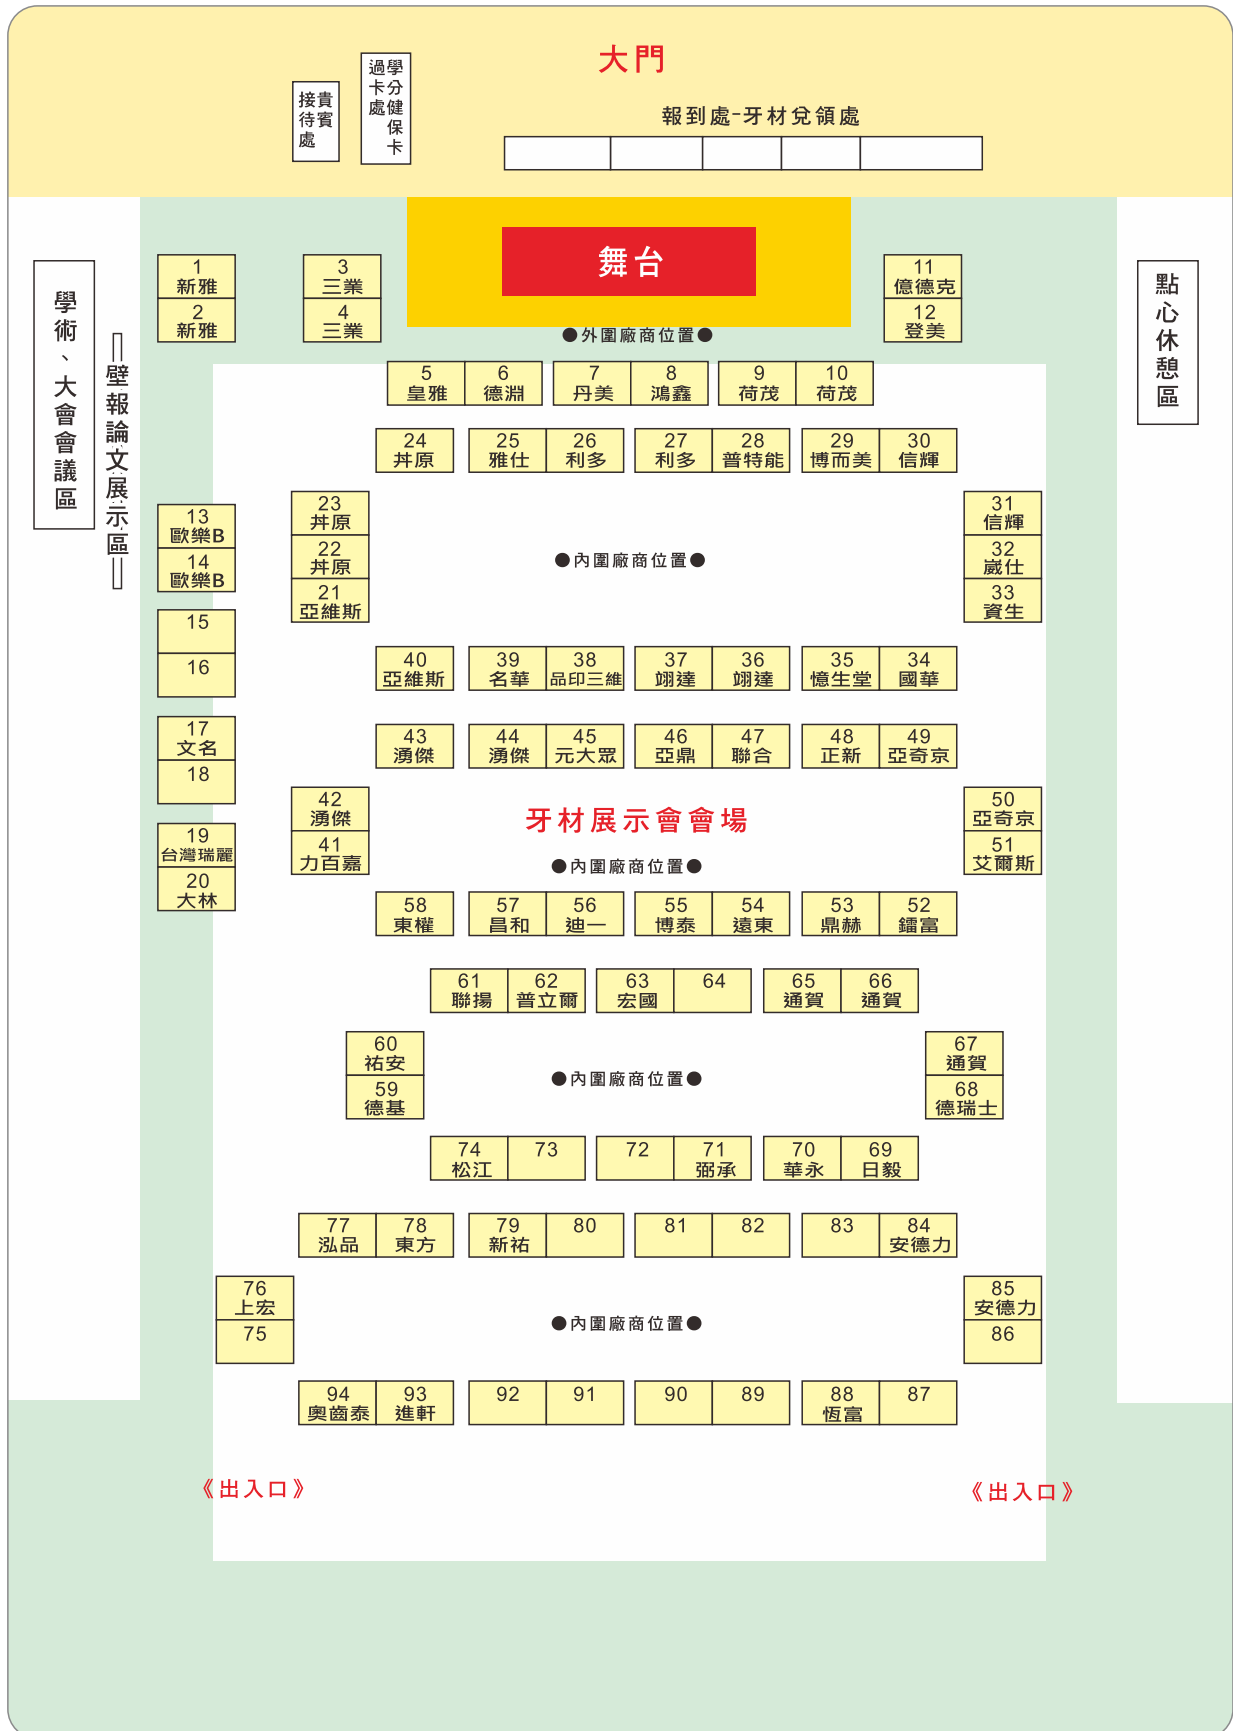 大門
學分健保卡
過卡處
貴賓
接待處
報到處-牙材兌領處
舞台
學術、大會會議區
壁報論文展示區
點心休憩區
1
新雅
2
新雅
3
三業
4
三業
11
億德克
12
登美
●外圍廠商位置●
5
皇雅
6
德淵
7
丹美
8
鴻鑫
9
荷茂
10
荷茂
24
丼原
25
雅仕
26
利多
27
利多
28
普特能
29
博而美
30
信輝
23
丼原
22
丼原
21
亞維斯
●內圍廠商位置●
31
信輝
32
崴仕
33
資生
13
歐樂B
14
歐樂B
15
16
17
文名
18
19
台灣瑞麗
20
大林
40
亞維斯
39
名華
38
品印三維
37
翊達
36
翊達
35
憶生堂
34
國華
43
湧傑
44
湧傑
45
元大眾
46
亞鼎
47
聯合
48
正新
49
亞奇京
42
湧傑
41
力百嘉
牙材展示會會場
●內圍廠商位置●
50
亞奇京
51
艾爾斯
58
東權
57
昌和
56
迪一
55
博泰
54
遠東
53
鼎赫
52
鐳富
61
聯揚
62
普立爾
63
宏國
64
65
通賀
66
通賀
60
祐安
59
德基
●內圍廠商位置●
67
通賀
68
德瑞士
74
松江
73
72
71
弼承
70
華永
69
日毅
77
泓品
78
東方
79
新祐
80
81
82
83
84
安德力
76
上宏
75
●內圍廠商位置●
85
安德力
86
94
奧齒泰
93
進軒
92
91
90
89
88
恆富
87
《出入口》
《出入口》